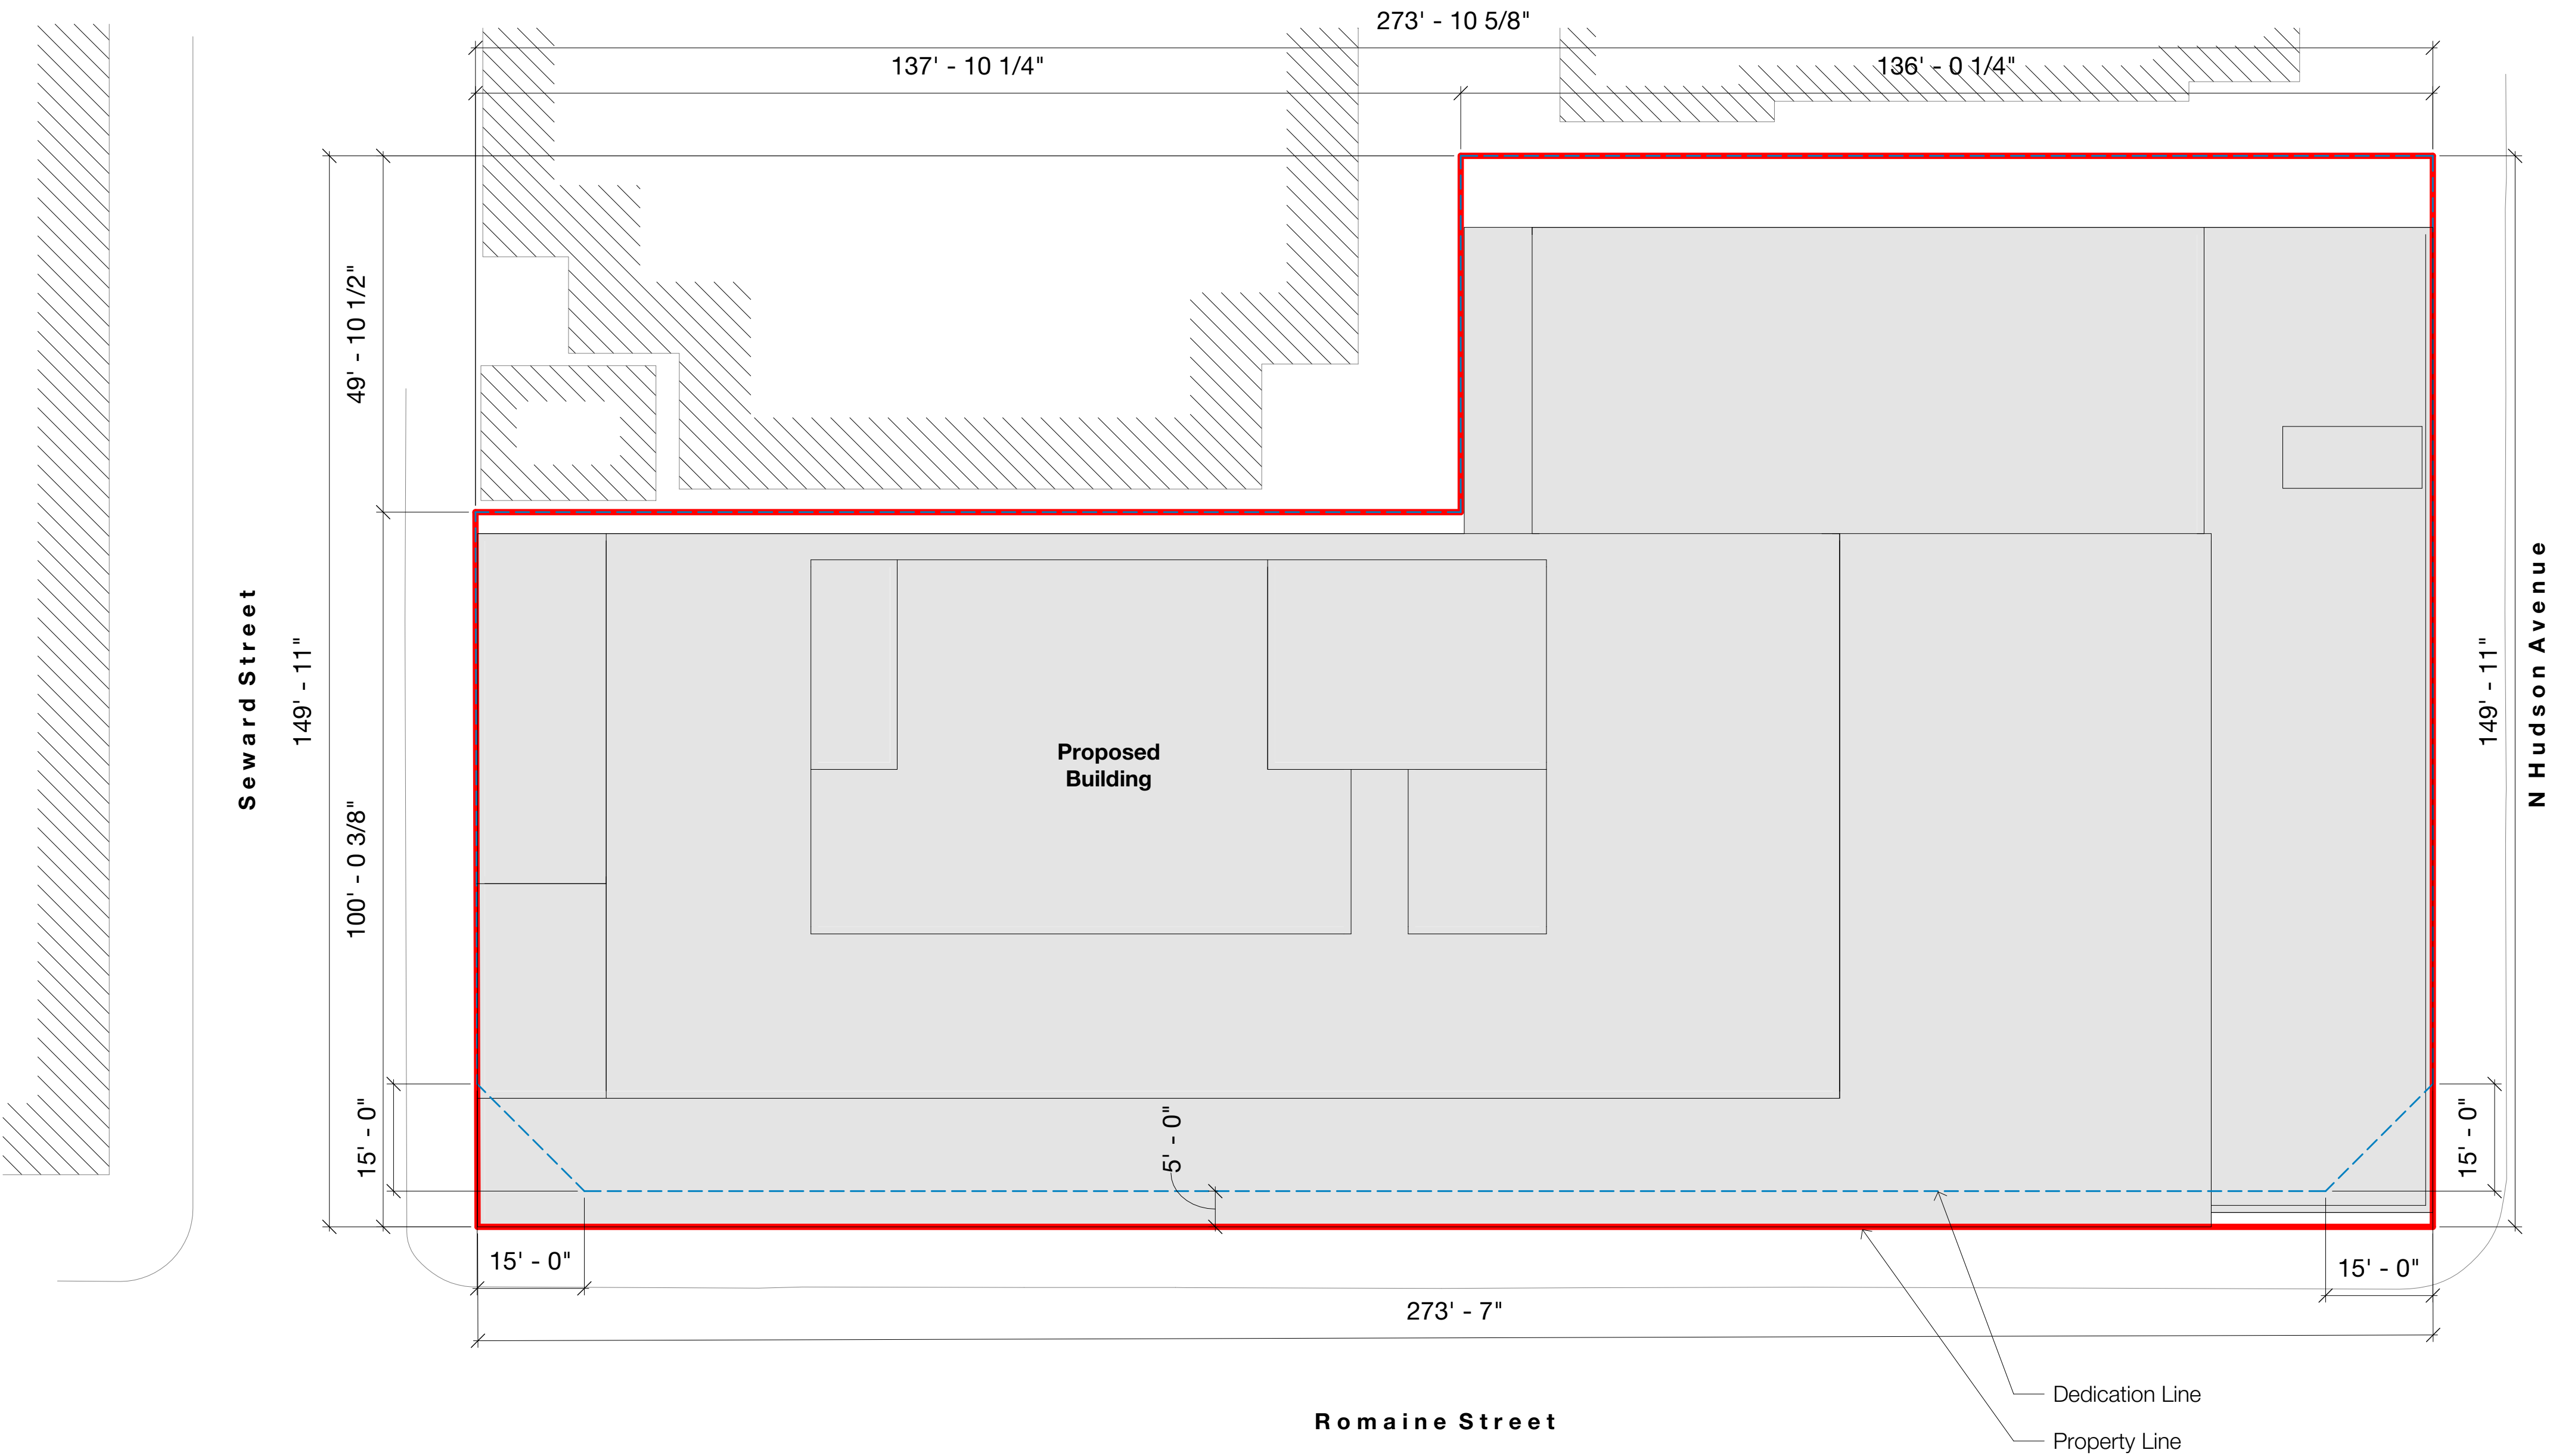 273' - 10 5/8"
137' - 10 1/4"
136' - 0 1/4"
49' - 10 1/2"
149' - 11"
100' - 0 3/8"
Seward Street
N Hudson Avenue
149' - 11"
Proposed
Building
15' - 0"
5' - 0"
15' - 0"
15' - 0"
15' - 0"
273' - 7"
Dedication Line
Romaine Street
Property Line